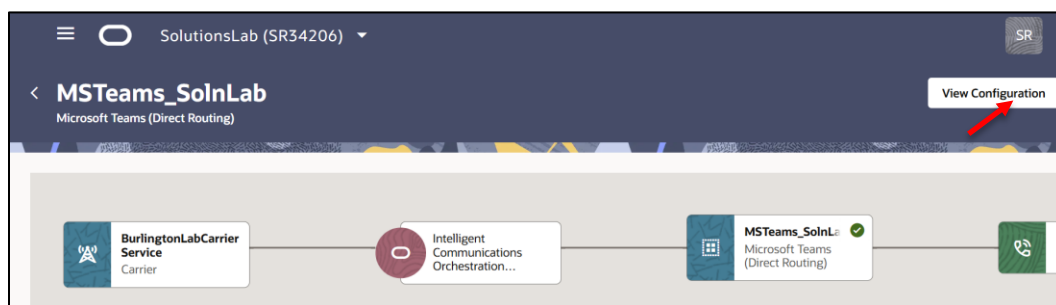 SolutionsLab (SR34206)
SR
MSTeams_SolnLab
View Configuration
Microsoft Teams (Direct Routing)
BurlingtonLabCarrier
Service
Carrier
Intelligent
Communications
Orchestration...
MSTeams_SolnLa
Microsoft Teams
(Direct Routing)